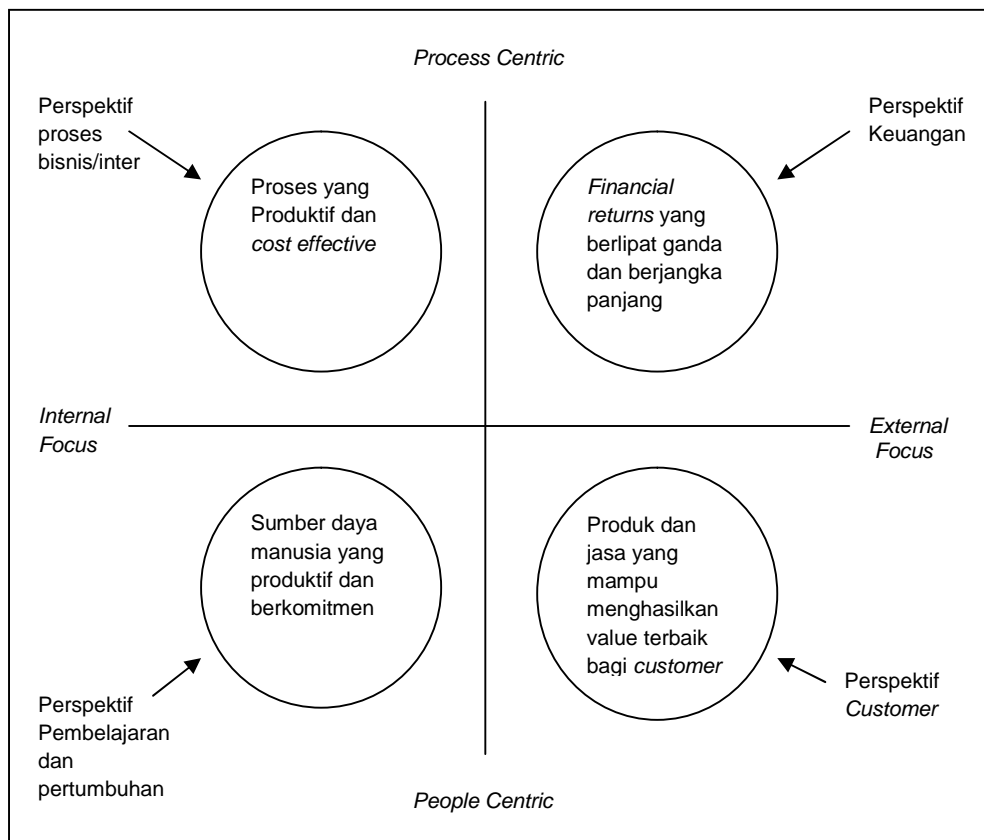 Process Centric
Perspektif
proses
bisnis/inter
Proses yang
Produktif dan
cost effective
Financial
returns yang
berlipat ganda
dan berjangka
panjang
Perspektif
Keuangan
Internal
Focus
External
Focus
Sumber daya
manusia yang
produktif dan
berkomitmen
Produk dan
jasa yang
mampu
menghasilkan
value terbaik
bagi customer
Perspektif
Pembelajaran
dan
pertumbuhan
Perspektif
Customer
People Centric